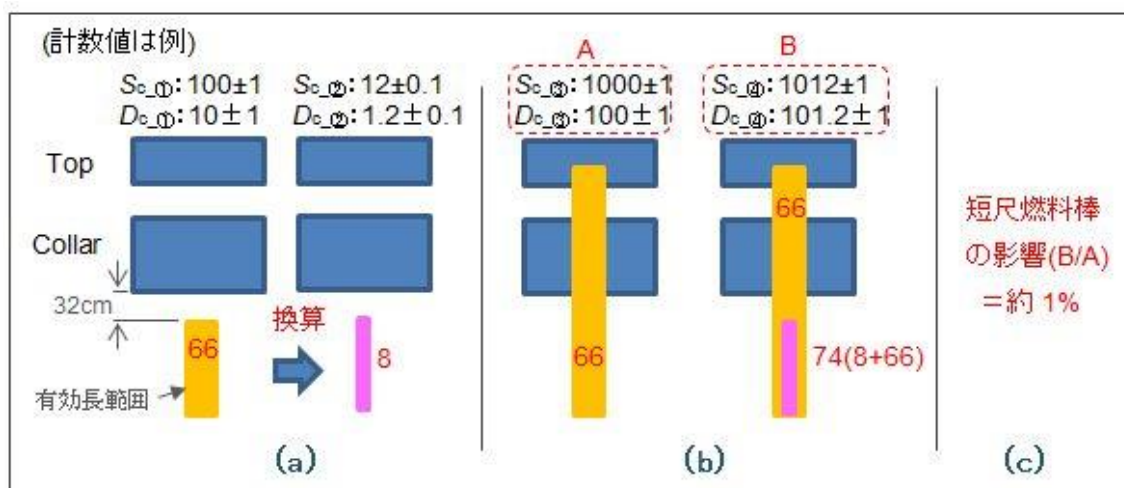 (計数値は例)
Sc_①:100±1
Dc_①:10±1
Sc_②:12±0.1
Dc_②:1.2±0.1
A
Sc_③:1000±1
Dc_③:100±1
B
Sc_④:1012±1
Dc_④:101.2±1
Top
Collar
32cm
66
有効長範囲
換算
8
66
66
74(8+66)
短尺燃料棒
の影響(B/A)
=約 1%
(a)
(b)
(c)